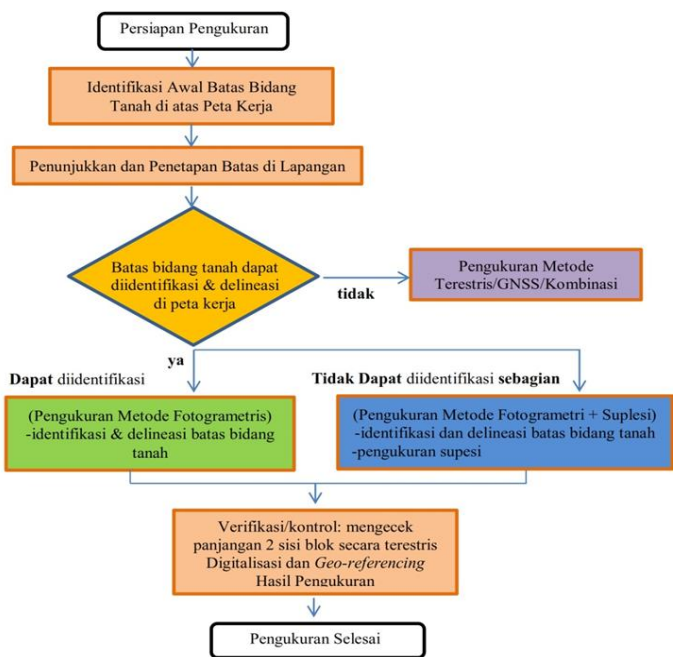 Persiapan Pengukuran
Identifikasi Awal Batas Bidang
Tanah di atas Peta Kerja
Penunjukkan dan Penetapan Batas di Lapangan
Batas bidang tanah dapat
diidentifikasi & delineasi
di peta kerja
tidak
Pengukuran Metode
Terestris/GNSS/Kombinasi
ya
Dapat diidentifikasi
Tidak Dapat diidentifikasi sebagian
(Pengukuran Metode Fotogrametris)
-identifikasi & delineasi batas bidang
tanah
(Pengukuran Metode Fotogrametri + Suplesi)
-identifikasi dan delineasi batas bidang tanah
-pengukuran supesi
Verifikasi/kontrol: mengecek
panjangan 2 sisi blok secara terestris
Digitalisasi dan Geo-referencing
Hasil Pengukuran
Pengukuran Selesai